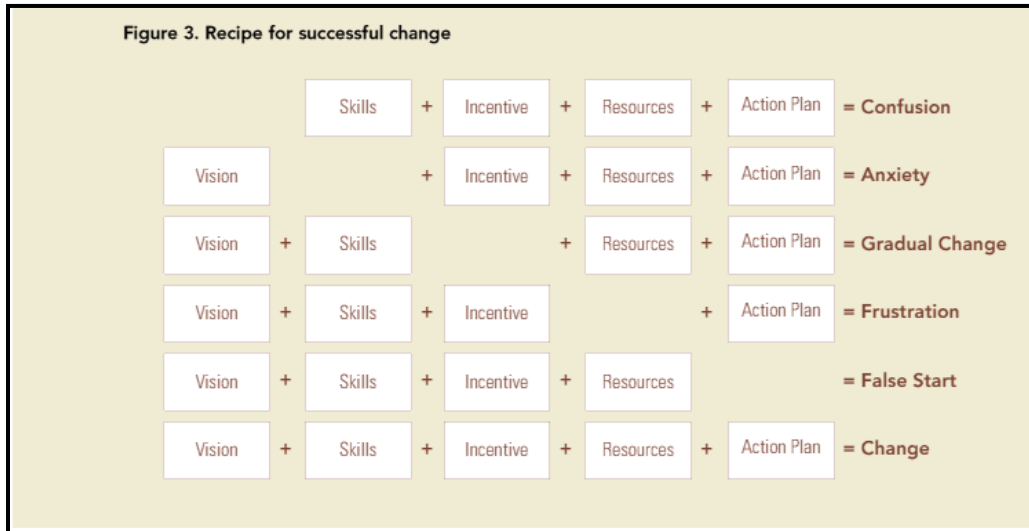 Figure 3. Recipe for successful change
Skills + Incentive + Resources + Action Plan = Confusion
Vision + Incentive + Resources + Action Plan = Anxiety
Vision + Skills + Resources + Action Plan = Gradual Change
Vision + Skills + Incentive + Action Plan = Frustration
Vision + Skills + Incentive + Resources = False Start
Vision + Skills + Incentive + Resources + Action Plan = Change